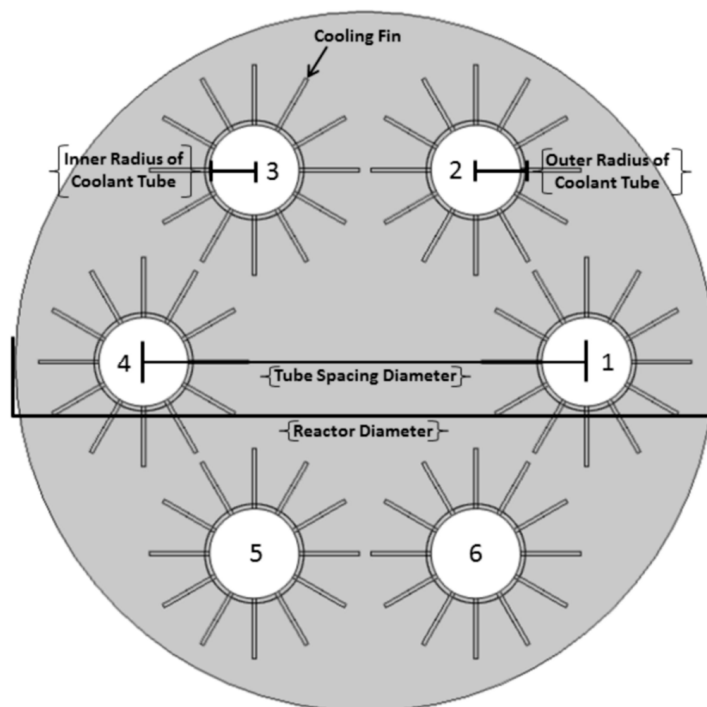 Cooling Fin
Inner Radius of
Coolant Tube
3
2
Outer Radius of
Coolant Tube
4
1
Tube Spacing Diameter
Reactor Diameter
5
6